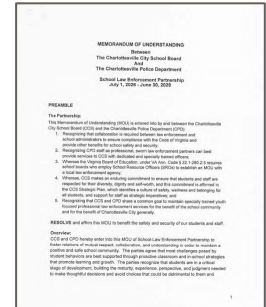 MEMORANDUM OF UNDERSTANDING
Between
The Charlottesville City School Board
And
The Charlottesville Police Department
School Law Enforcement Partnership
July 1, 2026 - June 30, 2028
PREAMBLE
The Partnership:
This Memorandum of Understanding (MOU) is entered into by and between the Charlottesville
City School Board (CCS) and the Charlottesville Police Department (CPD):
1. Recognizing that collaboration is required between law enforcement and
school administrators to ensure compliance with the Code of Virginia and
provide other benefits for school safety and security.
2. Recognizing CPD staff as professional, sworn law enforcement partners can best
provide services to CCS with dedicated and specially trained officers.
3. Whereas the Virginia Board of Education, under VA Ann. Code § 22.1-280.2:3 requires
school boards who employ School Resource Officers (SROs) to establish an MOU with
a local law enforcement agency.
4. Whereas, CCS makes an enduring commitment to ensure that students and staff are
respected for their diversity, dignity and self-worth, and this commitment is affirmed in
the CCS Strategic Plan, which identifies a culture of safety, wellness and belonging for
all students, and support for staff as strategic imperatives; and
5. Recognizing that CCS and CPD share a common goal to maintain specially trained youth
focused professional law enforcement services for the benefit of the school community
and for the benefit of Charlottesville City generally.
RESOLVE and affirm this MOU to benefit the safety and security of our students and staff.
Overview:
CCS and CPD hereby enter into this MOU of School-Law Enforcement Partnership to
foster relations of mutual respect, collaboration, and understanding in order to maintain a
positive and safe school community. The parties agree that most challenges posed by
student behaviors are best supported through proactive classroom and in-school strategies
that promote learning and growth. The parties recognize that students are in a critical
stage of development, building the maturity, experience, perspective, and judgment needed
to make thoughtful decisions and avoid choices that could be detrimental to them and
1